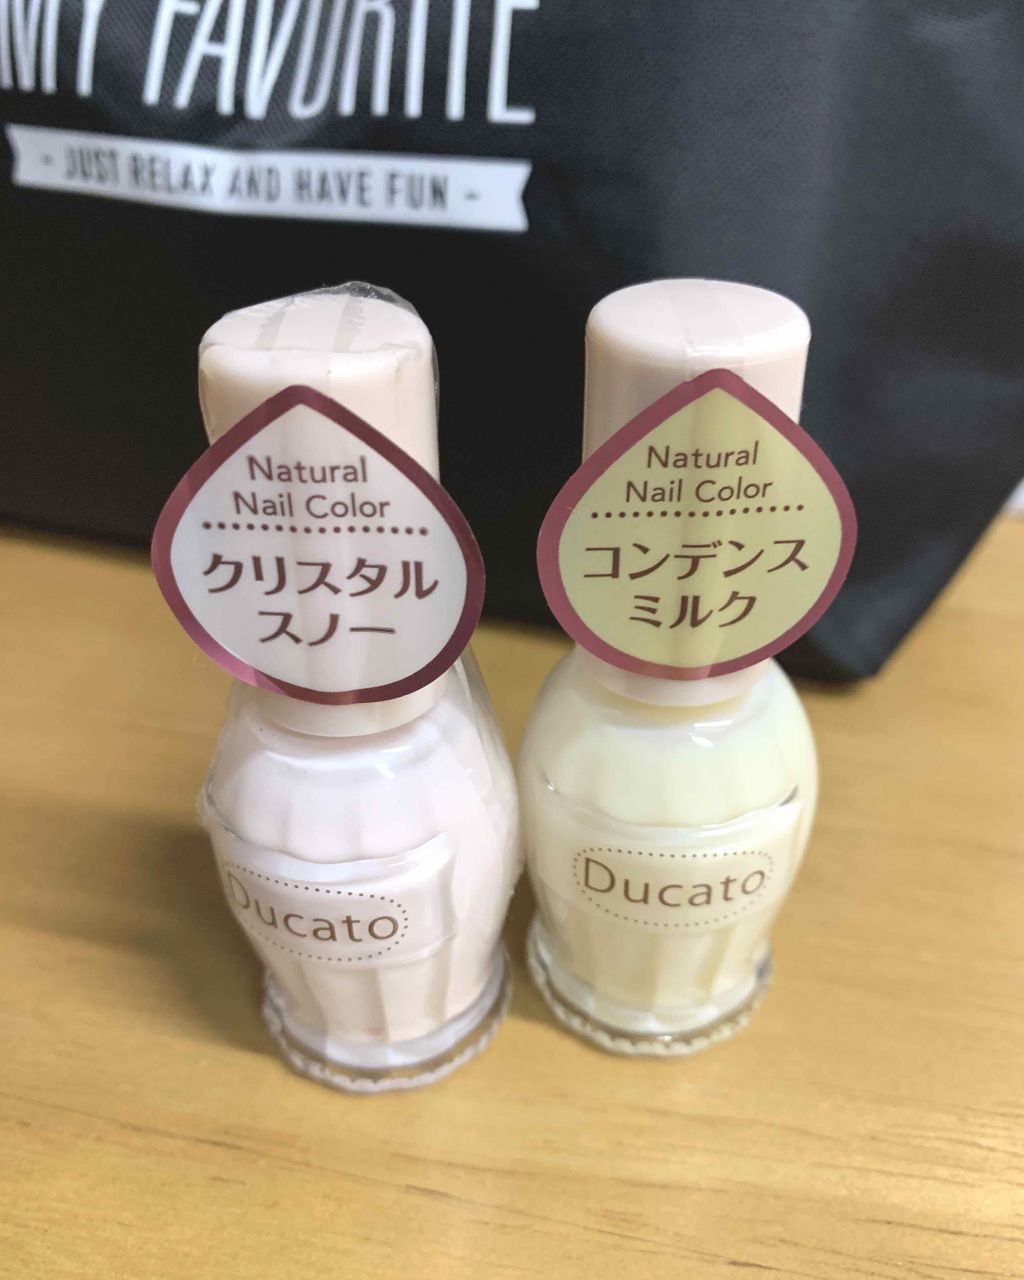 MY FAVORITE
- JUST RELAX AND HAVE FUN -
Natural
Nail Color
クリスタル
スノー
Ducato
Natural
Nail Color
コンデンス
ミルク
Ducato